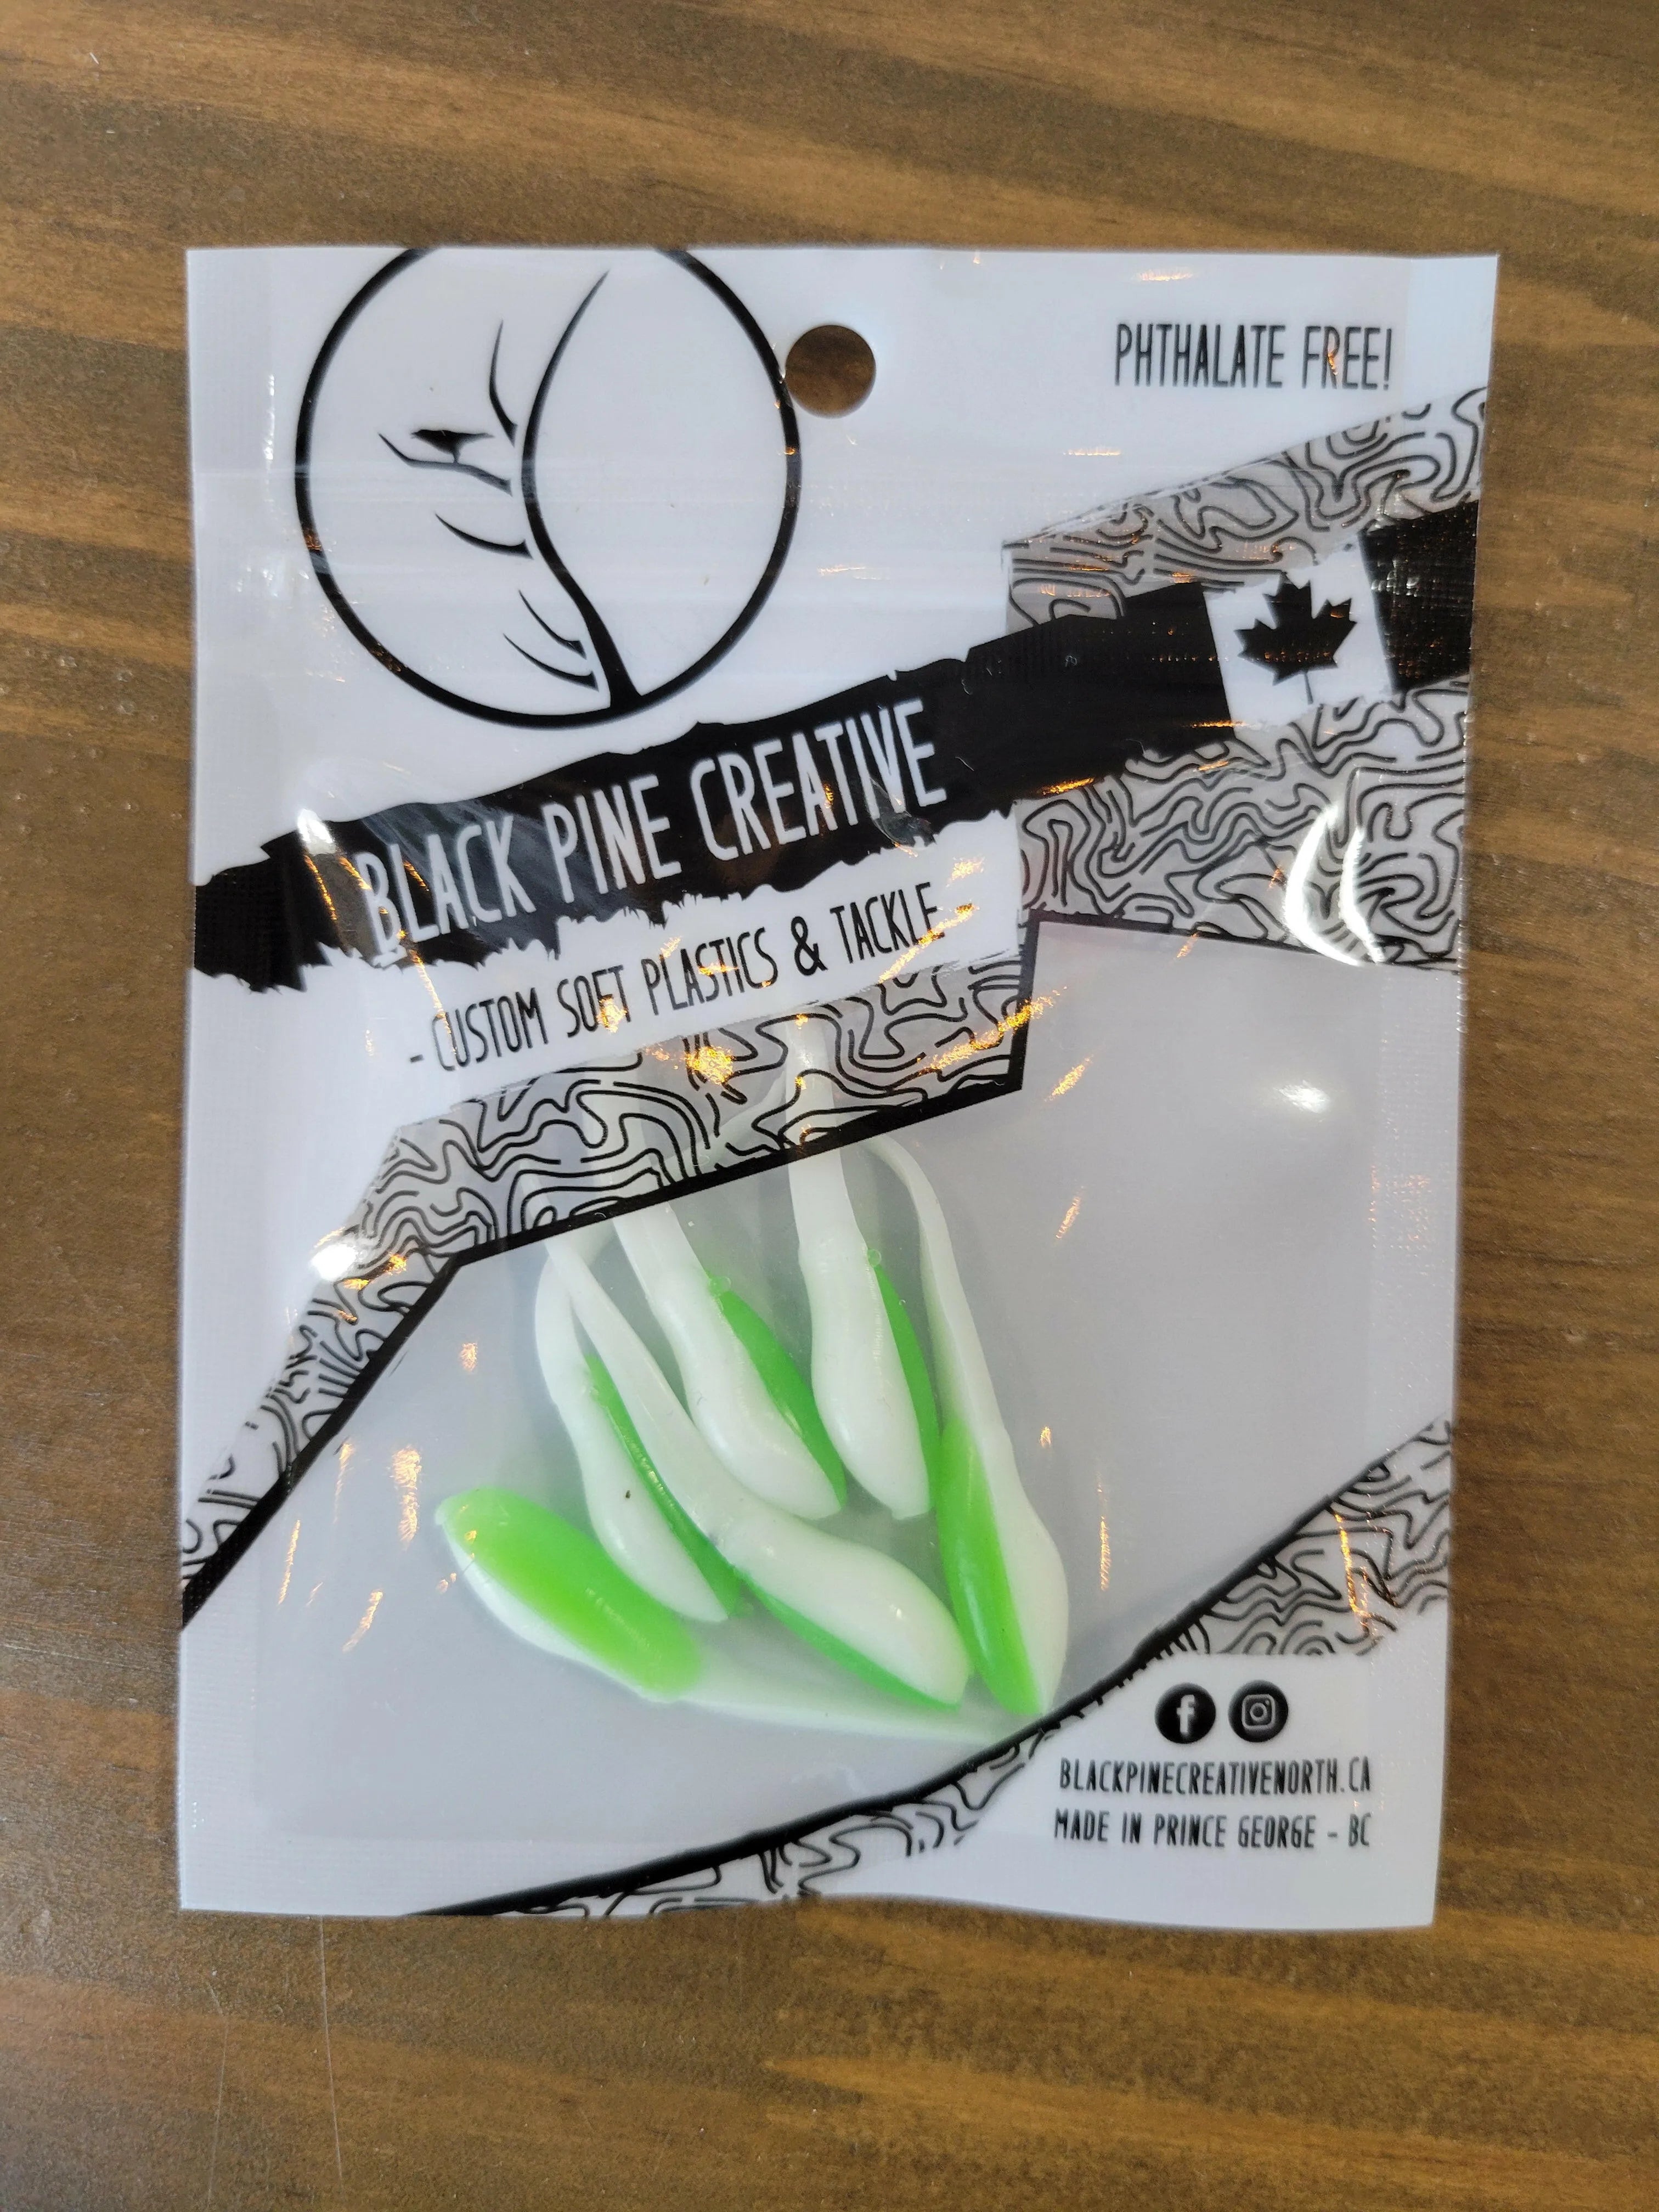 PHTHALATE FREE!
BLACK PINE CREATIVE
- CUSTOM SOFT PLASTICS & TACKLE -
BLACKPINECREATIVENORTH.CA
MADE IN PRINCE GEORGE - BC